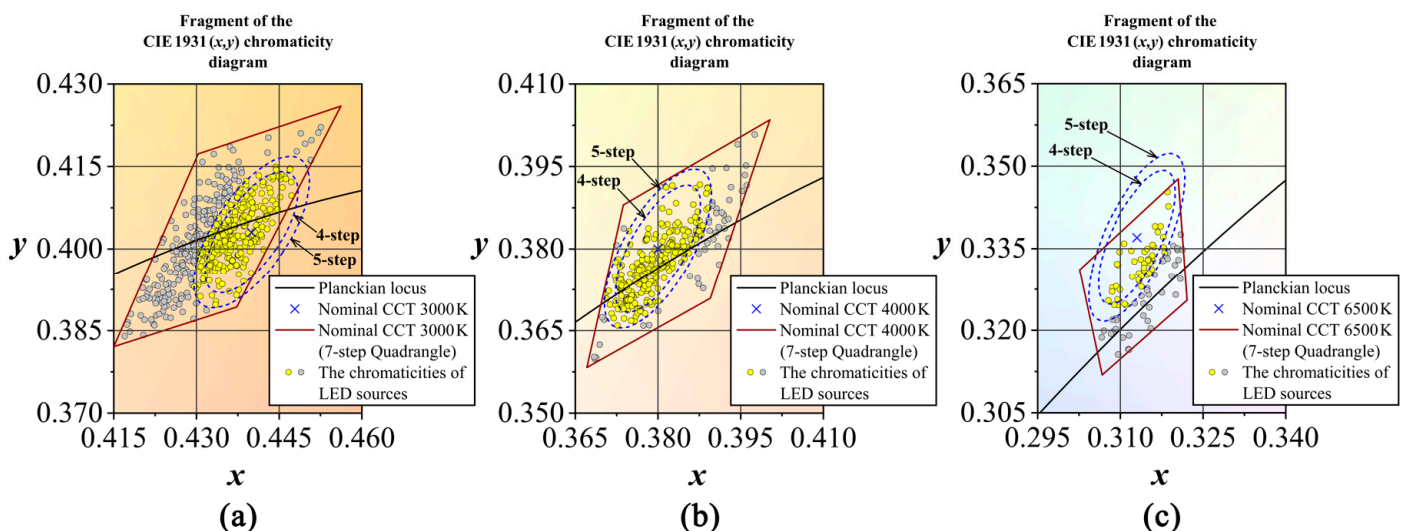 Fragment of the
CIE 1931 (x,y) chromaticity
diagram
0.430
0.415
0.400
0.385
0.370
y
4-step
5-step
Planckian locus
Nominal CCT 3000K
Nominal CCT 3000K
(7-step Quadrangle)
The chromaticities of
LED sources
0.415 0.430 0.445 0.460
x
(a)
Fragment of the
CIE 1931 (x,y) chromaticity
diagram
0.410
0.395
0.380
0.365
0.350
y
5-step
4-step
Planckian locus
Nominal CCT 4000K
Nominal CCT 4000K
(7-step Quadrangle)
The chromaticities of
LED sources
0.365 0.380 0.395 0.410
x
(b)
Fragment of the
CIE 1931 (x,y) chromaticity
diagram
0.365
0.350
0.335
0.320
0.305
y
5-step
4-step
Planckian locus
Nominal CCT 6500K
Nominal CCT 6500K
(7-step Quadrangle)
The chromaticities of
LED sources
0.295 0.310 0.325 0.340
x
(c)